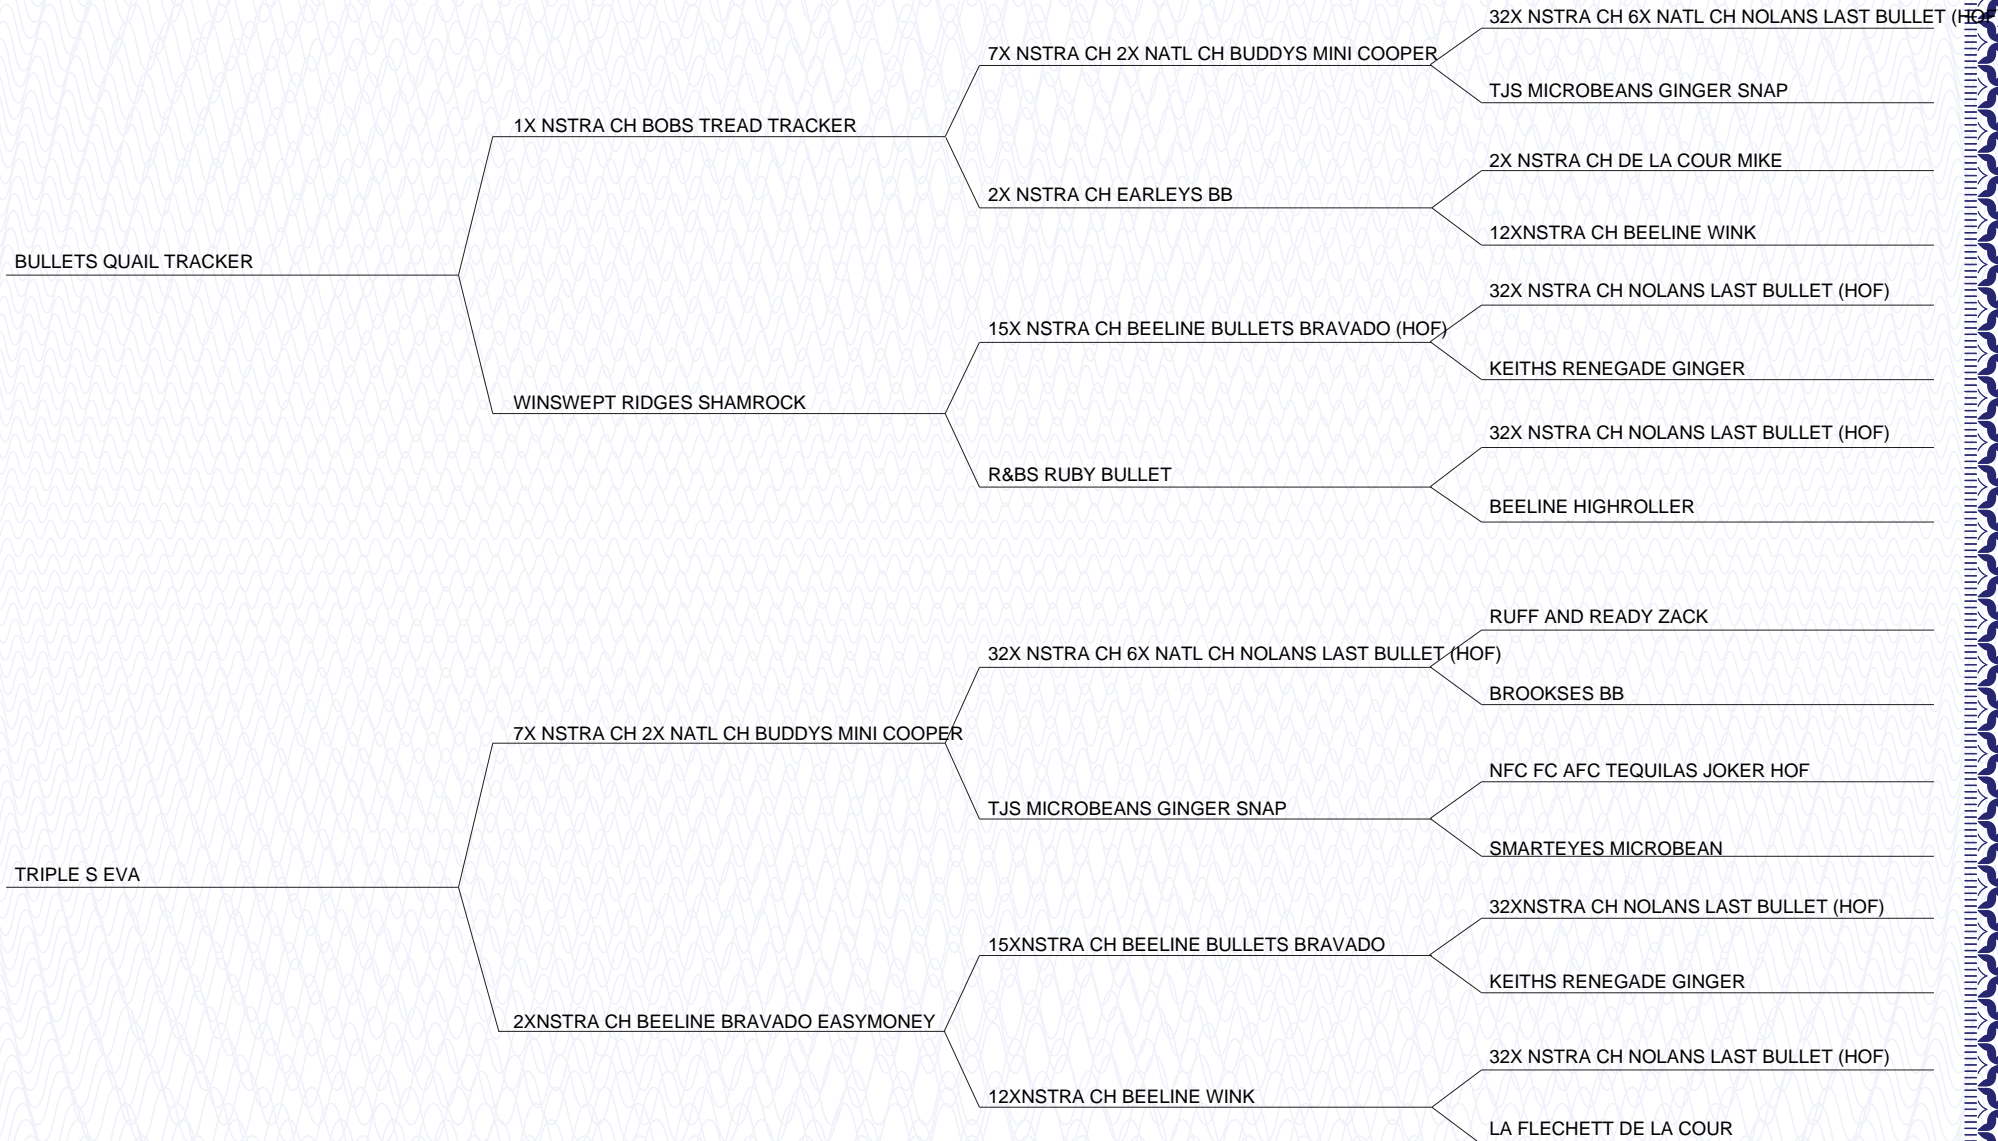 32X NSTRA CH 6X NATL CH NOLANS LAST BULLET (HOF
7X NSTRA CH 2X NATL CH BUDDYS MINI COOPER
TJS MICROBEANS GINGER SNAP
1X NSTRA CH BOBS TREAD TRACKER
2X NSTRA CH DE LA COUR MIKE
2X NSTRA CH EARLEYS BB
12XNSTRA CH BEELINE WINK
BULLETS QUAIL TRACKER
32X NSTRA CH NOLANS LAST BULLET (HOF)
15X NSTRA CH BEELINE BULLETS BRAVADO (HOF)
KEITHS RENEGADE GINGER
WINSWEPT RIDGES SHAMROCK
32X NSTRA CH NOLANS LAST BULLET (HOF)
R&BS RUBY BULLET
BEELINE HIGHROLLER
RUFF AND READY ZACK
32X NSTRA CH 6X NATL CH NOLANS LAST BULLET (HOF)
BROOKSES BB
7X NSTRA CH 2X NATL CH BUDDYS MINI COOPER
NFC FC AFC TEQUILAS JOKER HOF
TJS MICROBEANS GINGER SNAP
SMARTEYES MICROBEAN
TRIPLE S EVA
32XNSTRA CH NOLANS LAST BULLET (HOF)
15XNSTRA CH BEELINE BULLETS BRAVADO
KEITHS RENEGADE GINGER
2XNSTRA CH BEELINE BRAVADO EASYMONEY
32X NSTRA CH NOLANS LAST BULLET (HOF)
12XNSTRA CH BEELINE WINK
LA FLECHETT DE LA COUR